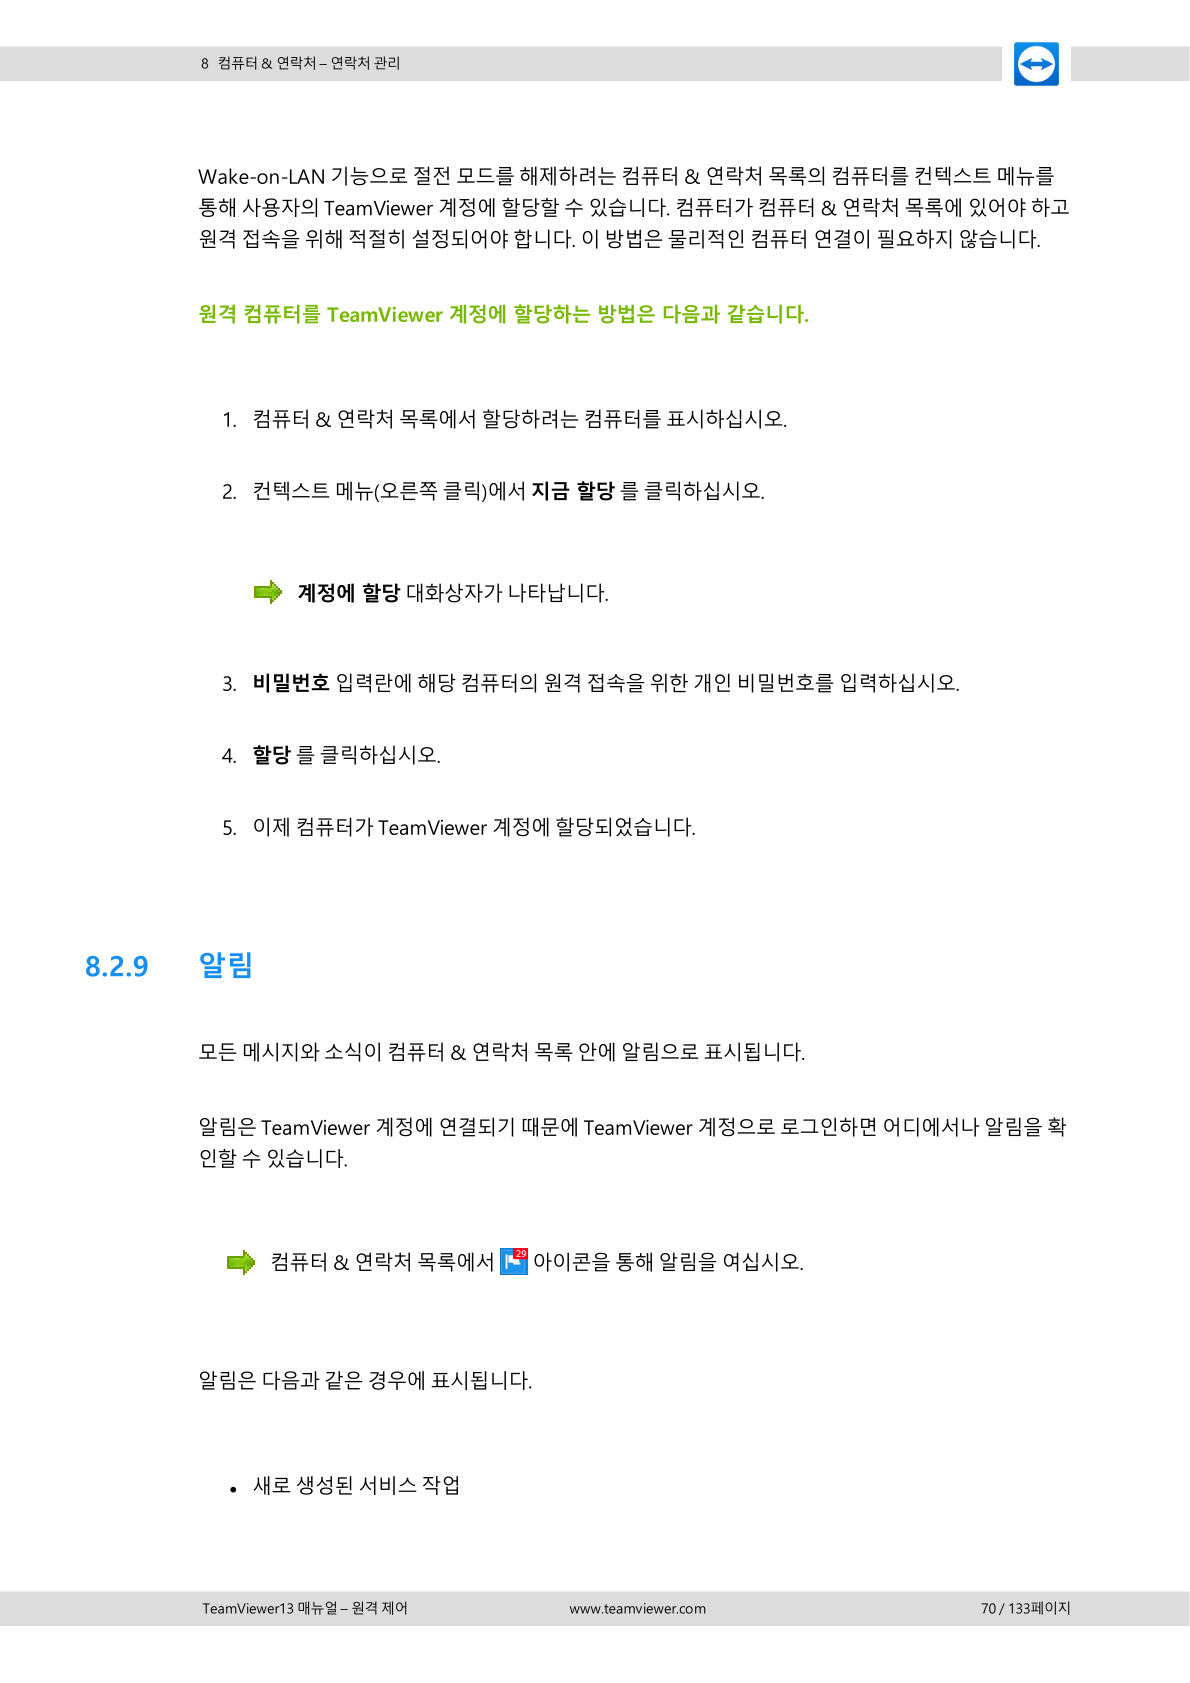 8 컴퓨터 & 연락처 – 연락처 관리
Wake-on-LAN 기능으로 절전 모드를 해제하려는 컴퓨터 & 연락처 목록의 컴퓨터를 컨텍스트 메뉴를
통해 사용자의 TeamViewer 계정에 할당할 수 있습니다. 컴퓨터가 컴퓨터 & 연락처 목록에 있어야 하고
원격 접속을 위해 적절히 설정되어야 합니다. 이 방법은 물리적인 컴퓨터 연결이 필요하지 않습니다.
원격 컴퓨터를 TeamViewer 계정에 할당하는 방법은 다음과 같습니다.
1. 컴퓨터 & 연락처 목록에서 할당하려는 컴퓨터를 표시하십시오.
2. 컨텍스트 메뉴(오른쪽 클릭)에서 지금 할당 를 클릭하십시오.
계정에 할당 대화상자가 나타납니다.
3. 비밀번호 입력란에 해당 컴퓨터의 원격 접속을 위한 개인 비밀번호를 입력하십시오.
4. 할당 를 클릭하십시오.
5. 이제 컴퓨터가 TeamViewer 계정에 할당되었습니다.
8.2.9 알림
모든 메시지와 소식이 컴퓨터 & 연락처 목록 안에 알림으로 표시됩니다.
알림은 TeamViewer 계정에 연결되기 때문에 TeamViewer 계정으로 로그인하면 어디에서나 알림을 확
인할 수 있습니다.
컴퓨터 & 연락처 목록에서 29 아이콘을 통해 알림을 여십시오.
알림은 다음과 같은 경우에 표시됩니다.
• 새로 생성된 서비스 작업
TeamViewer13 매뉴얼 – 원격 제어 www.teamviewer.com 70 / 133페이지